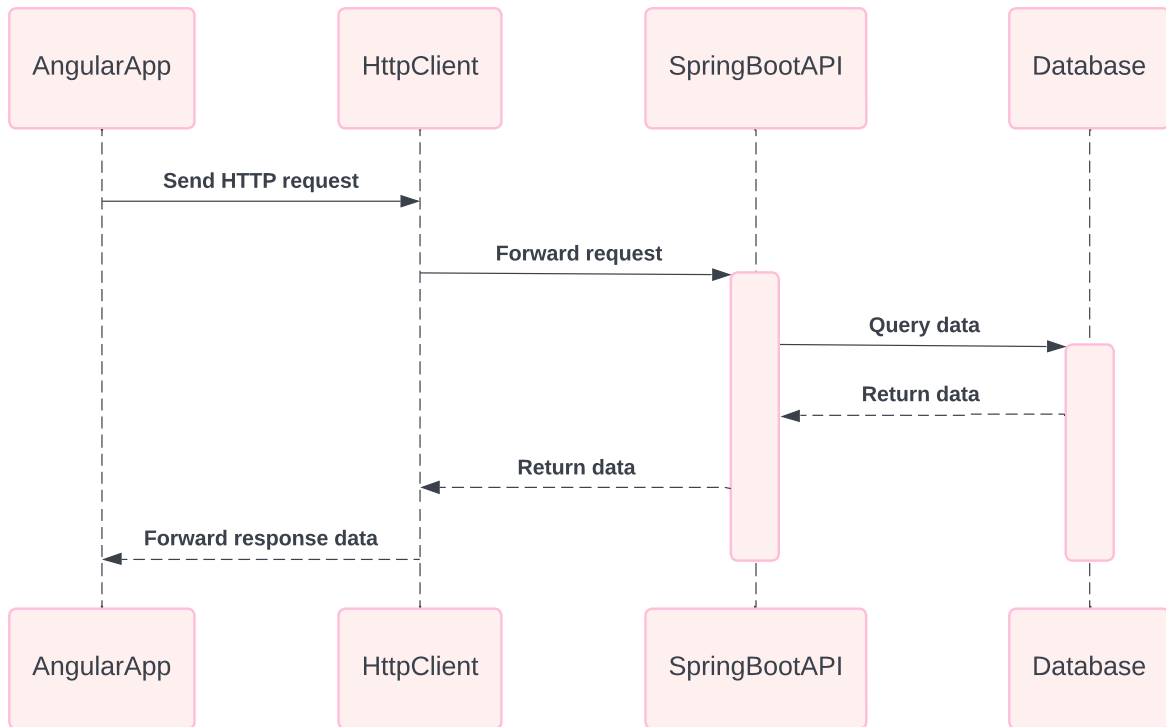 AngularApp
HttpClient
SpringBootAPI
Database
Send HTTP request
Forward request
Query data
Return data
Return data
Forward response data
AngularApp
HttpClient
SpringBootAPI
Database